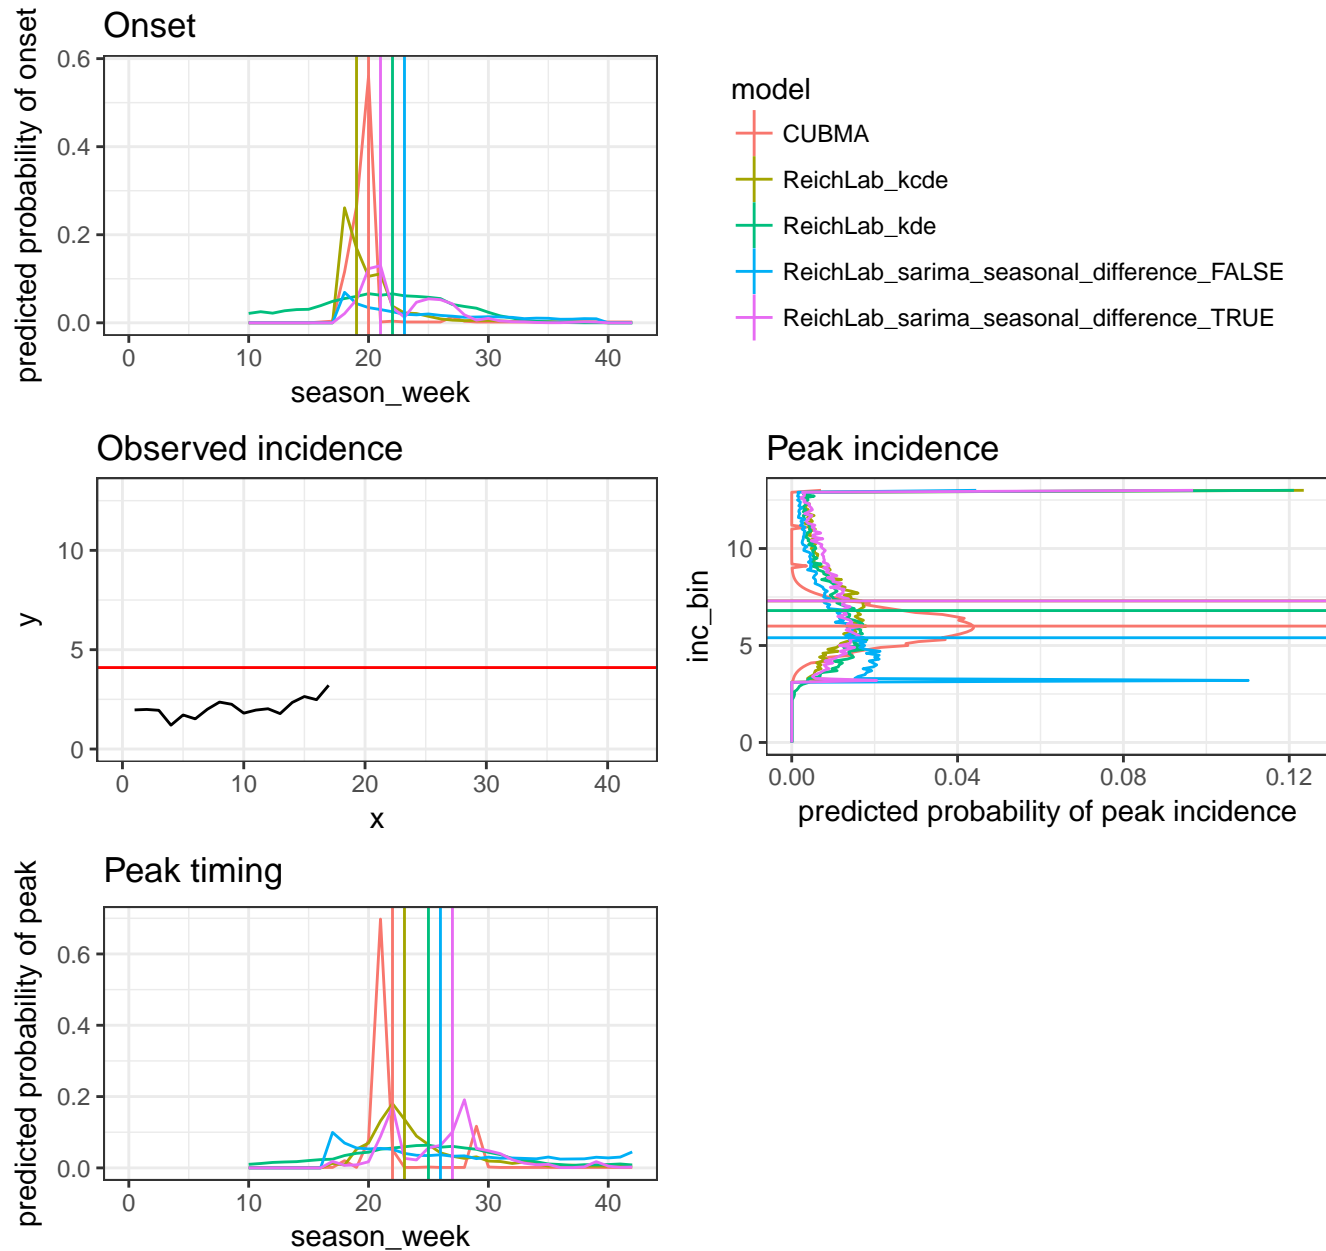 Onset
predicted probability of onset
0.6
0.4
0.2
0.0
0 10 20 30 40
season_week
model
CUBMA
ReichLab_kcde
ReichLab_kde
ReichLab_sarima_seasonal_difference_FALSE
ReichLab_sarima_seasonal_difference_TRUE
Observed incidence
y
10
5
0
0 10 20 30 40
x
Peak incidence
inc_bin
10
5
0
0.00 0.04 0.08 0.12
predicted probability of peak incidence
Peak timing
predicted probability of peak
0.6
0.4
0.2
0.0
0 10 20 30 40
season_week